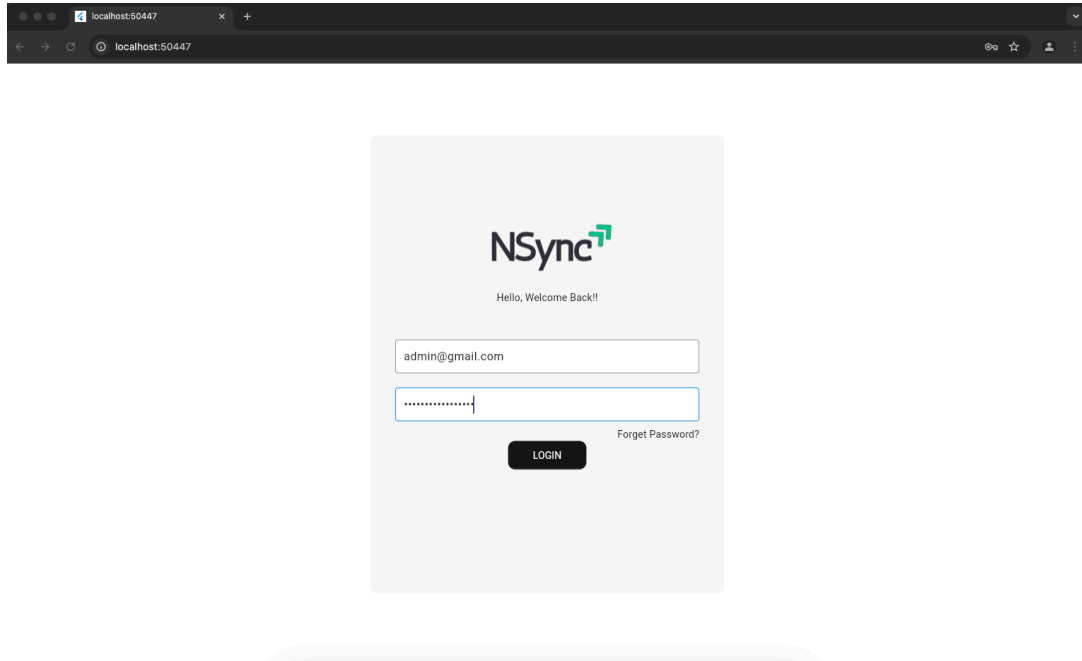 localhost:50447
localhost:50447
NSync
Hello, Welcome Back!!
admin@gmail.com
•••••••••••••••••
Forget Password?
LOGIN